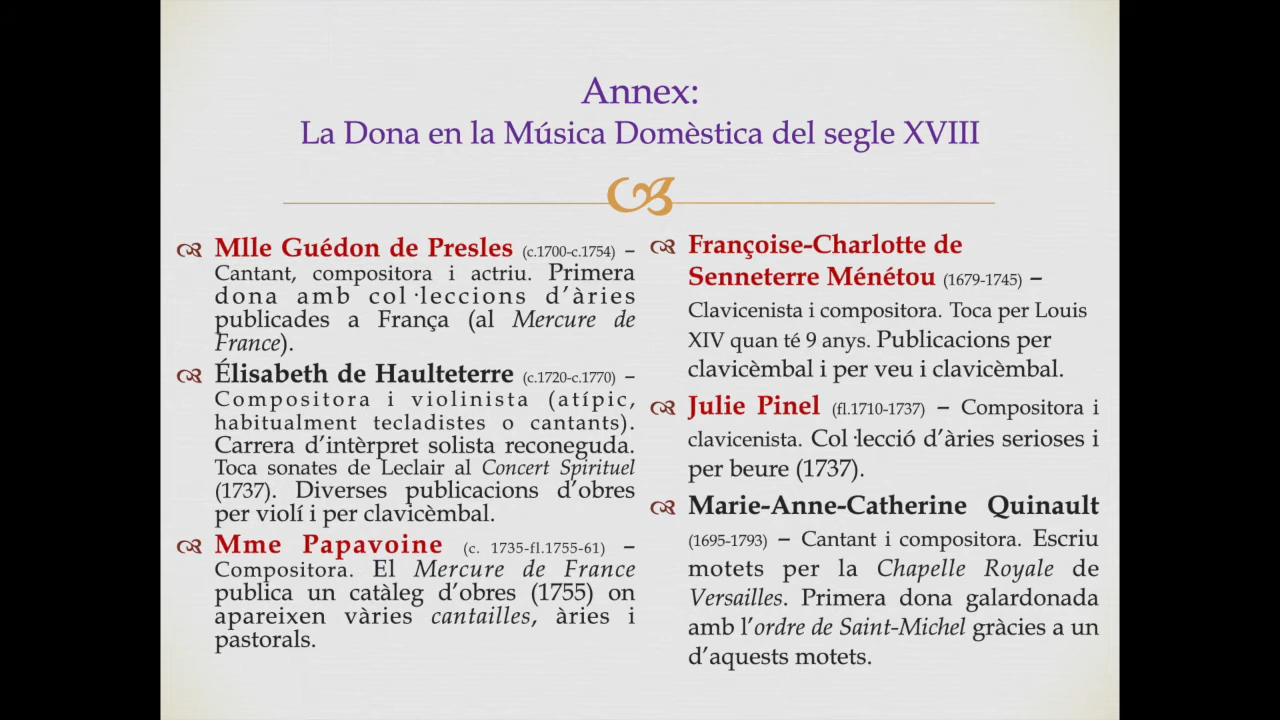 Annex:
La Dona en la Música Domèstica del segle XVIII
Mlle Guédon de Presles (c.1700-c.1754) –
Cantant, compositora i actriu. Primera
dona amb col·leccions d’àries
publicades a França (al Mercure de
France).
Élisabeth de Haulteterre (c.1720-c.1770) –
Compositora i violinista (atípic,
habitualment tecladistes o cantants).
Carrera d’intèrpret solista reconeguda.
Toca sonates de Leclair al Concert Spirituel
(1737). Diverses publicacions d’obres
per violí i per clavicèmbal.
Mme Papavoine (c. 1735-fl.1755-61) –
Compositora. El Mercure de France
publica un catàleg d’obres (1755) on
apareixen vàries cantailles, àries i
pastorals.
Françoise-Charlotte de
Senneterre Ménétou (1679-1745) –
Clavicenista i compositora. Toca per Louis
XIV quan té 9 anys. Publicacions per
clavicèmbal i per veu i clavicèmbal.
Julie Pinel (fl.1710-1737) – Compositora i
clavicenista. Col·lecció d’àries serioses i
per beure (1737).
Marie-Anne-Catherine Quinault
(1695-1793) – Cantant i compositora. Escriu
motets per la Chapelle Royale de
Versailles. Primera dona galardonada
amb l’ordre de Saint-Michel gràcies a un
d’aquests motets.